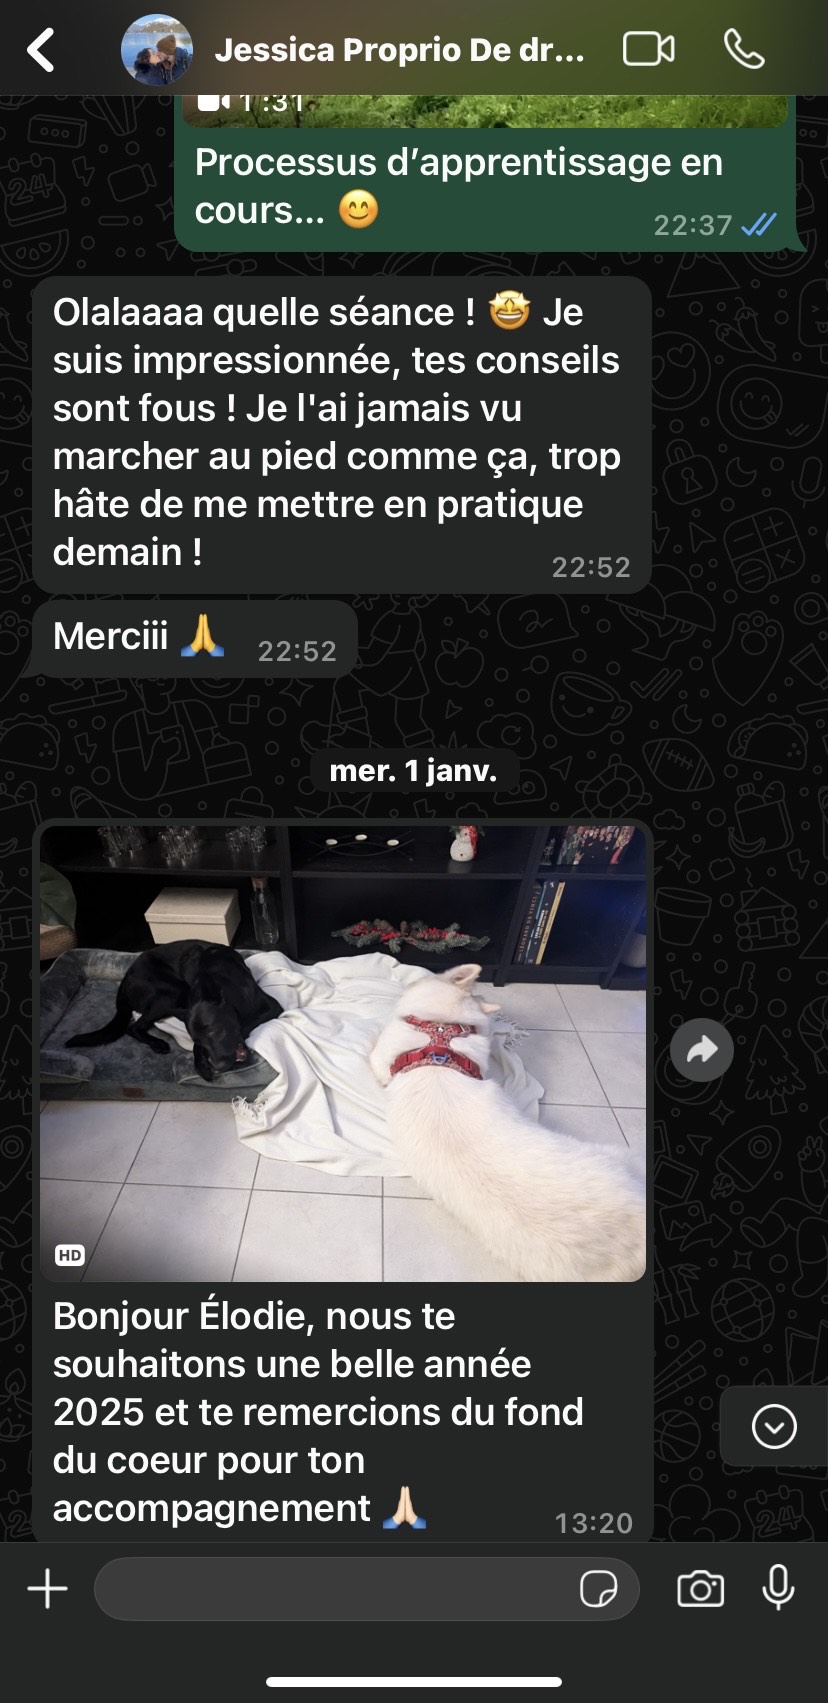 Jessica Proprio De dr...
1:31
Processus d’apprentissage en
cours... 😊
22:37
Olalaaaa quelle séance ! 🤩 Je
suis impressionnée, tes conseils
sont fous ! Je l'ai jamais vu
marcher au pied comme ça, trop
hâte de me mettre en pratique
demain !
22:52
Merciii 🙏
22:52
mer. 1 janv.
HD
Bonjour Élodie, nous te
souhaitons une belle année
2025 et te remercions du fond
du coeur pour ton
accompagnement 🙏🏻
13:20